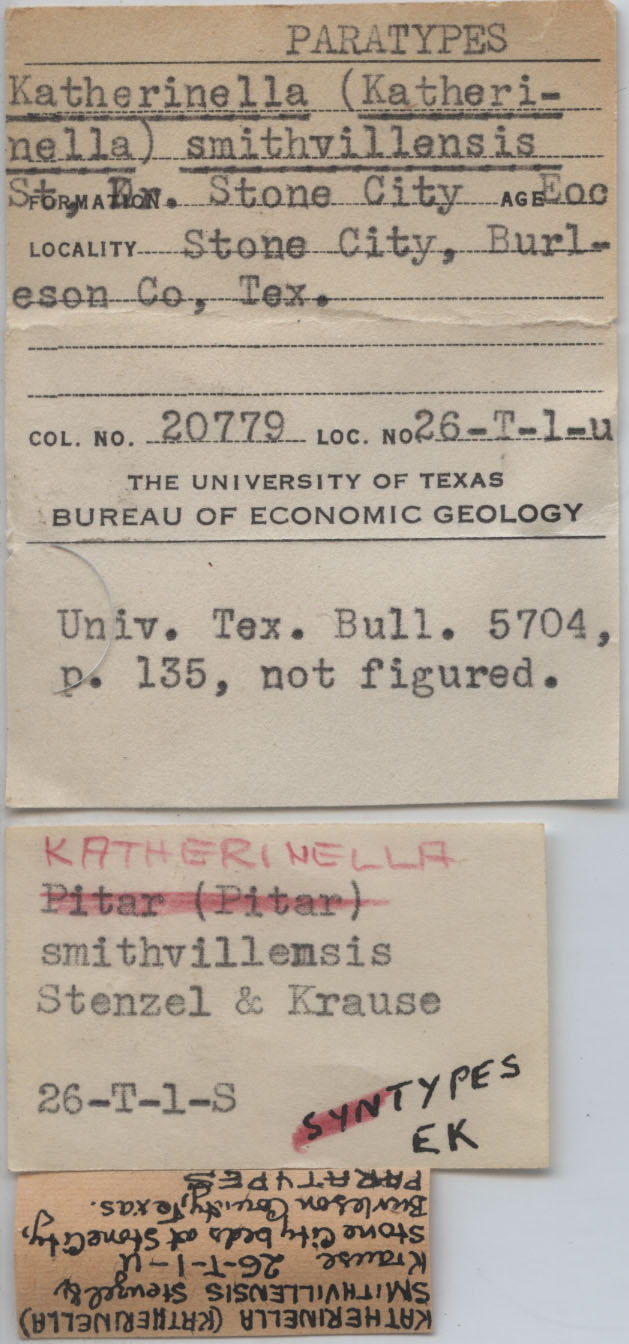 PARATYPES
Katherinella (Katheri-
nella) smithvillensis
St, Kr.
FORMATION Stone City AGE Eoc
LOCALITY Stone City, Burl-
eson Co, Tex.
COL. NO. 20779 LOC. NO 26-T-1-u
THE UNIVERSITY OF TEXAS
BUREAU OF ECONOMIC GEOLOGY
Univ. Tex. Bull. 5704,
p. 135, not figured.
KATHERINELLA
Pitar (Pitar)
smithvillensis
Stenzel & Krause
26-T-1-S
SYNTYPES
EK
KATHERINELLA (KATHERINELLA)
SMITHVILLENSIS Stenzel &
Krause 26-T-1-U
Stone City beds at Stone City,
Burleson County, Texas.
PARATYPES